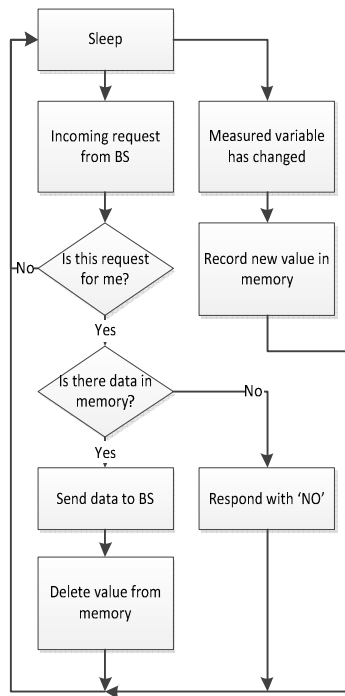 Sleep
Incoming request
from BS
Measured variable
has changed
Is this request
for me?
No
Record new value in
memory
Yes
Is there data in
memory?
No
Yes
Send data to BS
Respond with ‘NO’
Delete value from
memory